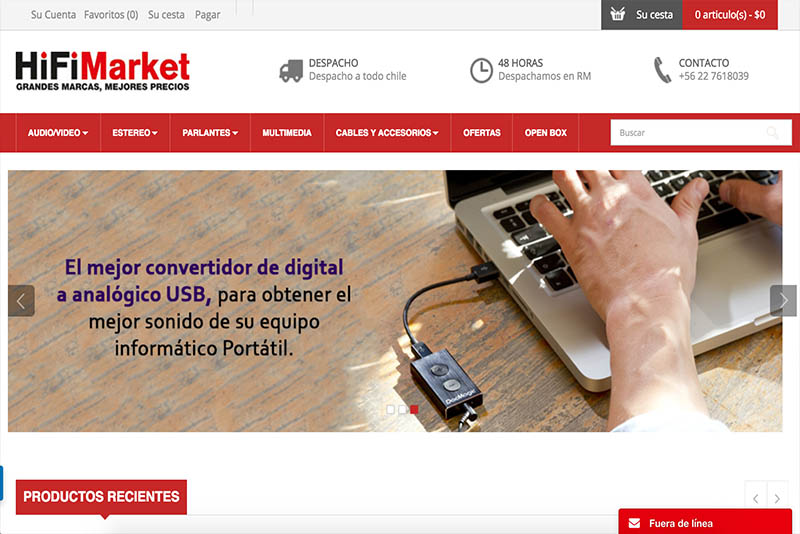 Su Cuenta Favoritos (0) Su cesta Pagar
Su cesta 0 articulo(s) - $0
HiFiMarket
GRANDES MARCAS, MEJORES PRECIOS
DESPACHO
Despacho a todo chile
48 HORAS
Despachamos en RM
CONTACTO
+56 22 7618039
AUDIO/VIDEO ESTEREO PARLANTES MULTIMEDIA CABLES Y ACCESORIOS OFERTAS OPEN BOX Buscar
El mejor convertidor de digital
a analógico USB, para obtener el
mejor sonido de su equipo
informático Portátil.
DacMagic
PRODUCTOS RECIENTES
Fuera de línea